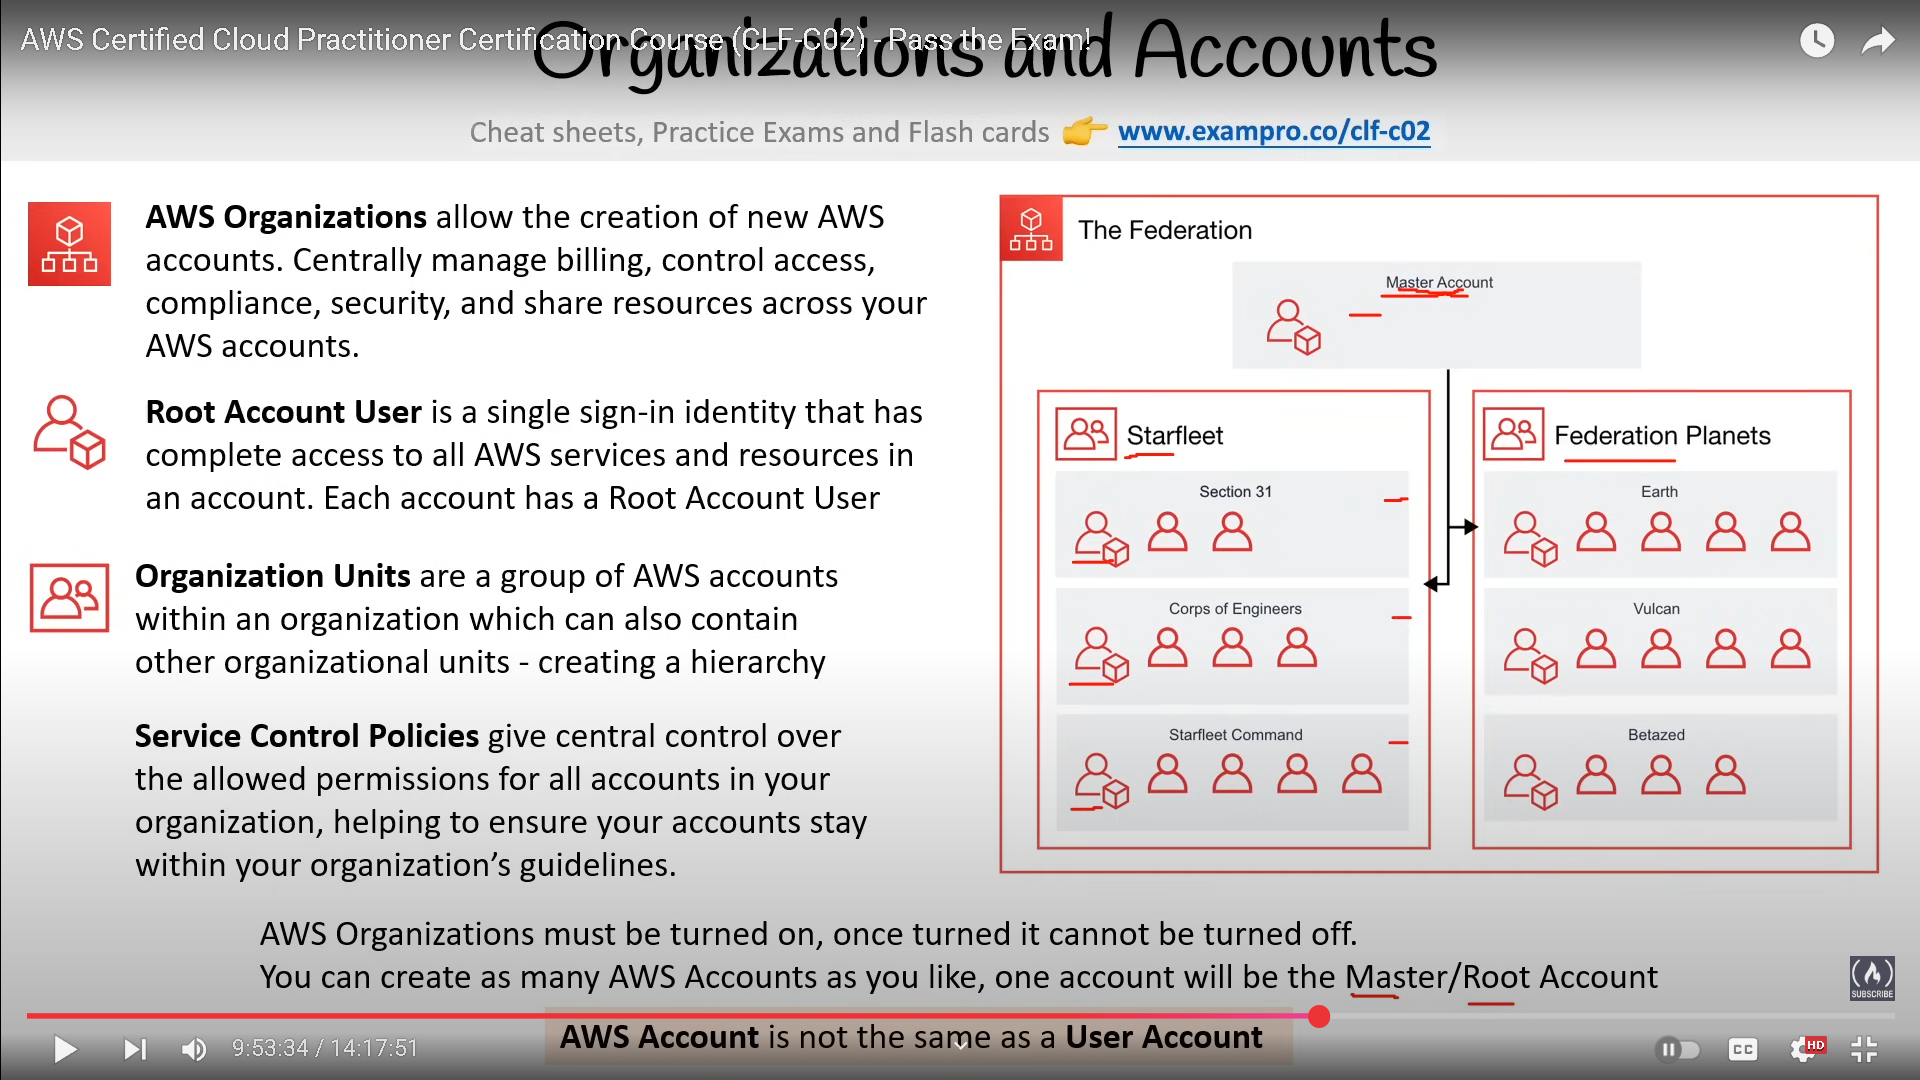 AWS Certified Cloud Practitioner Certification Course (CLF-C02) - Pass the Exam!
Organizations and Accounts
Cheat sheets, Practice Exams and Flash cards 👉 www.exampro.co/clf-c02
AWS Organizations allow the creation of new AWS
accounts. Centrally manage billing, control access,
compliance, security, and share resources across your
AWS accounts.
Root Account User is a single sign-in identity that has
complete access to all AWS services and resources in
an account. Each account has a Root Account User
Organization Units are a group of AWS accounts
within an organization which can also contain
other organizational units - creating a hierarchy
Service Control Policies give central control over
the allowed permissions for all accounts in your
organization, helping to ensure your accounts stay
within your organization’s guidelines.
The Federation
Master Account
Starfleet
Section 31
Corps of Engineers
Starfleet Command
Federation Planets
Earth
Vulcan
Betazed
AWS Organizations must be turned on, once turned it cannot be turned off.
You can create as many AWS Accounts as you like, one account will be the Master/Root Account
AWS Account is not the same as a User Account
SUBSCRIBE
9:53:34 / 14:17:51
CC
HD